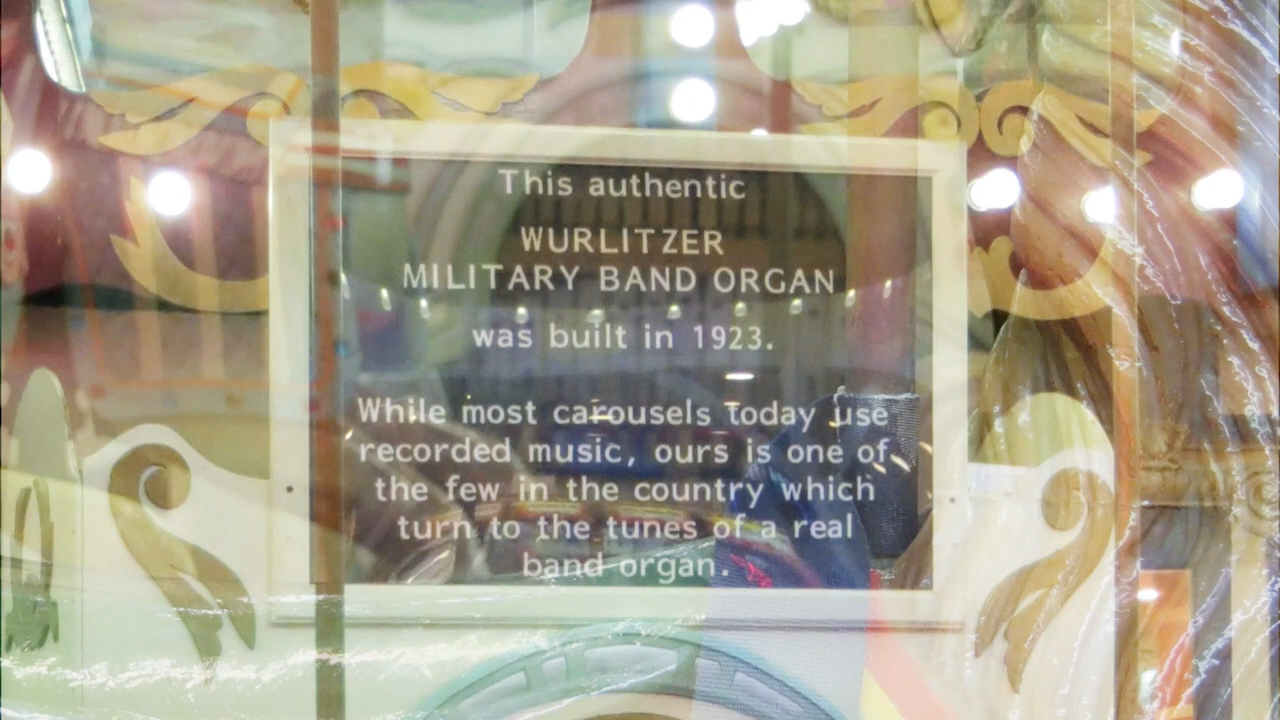 This authentic
WURLITZER
MILITARY BAND ORGAN
was built in 1923.
While most carousels today use
recorded music, ours is one of
the few in the country which
turn to the tunes of a real
band organ.